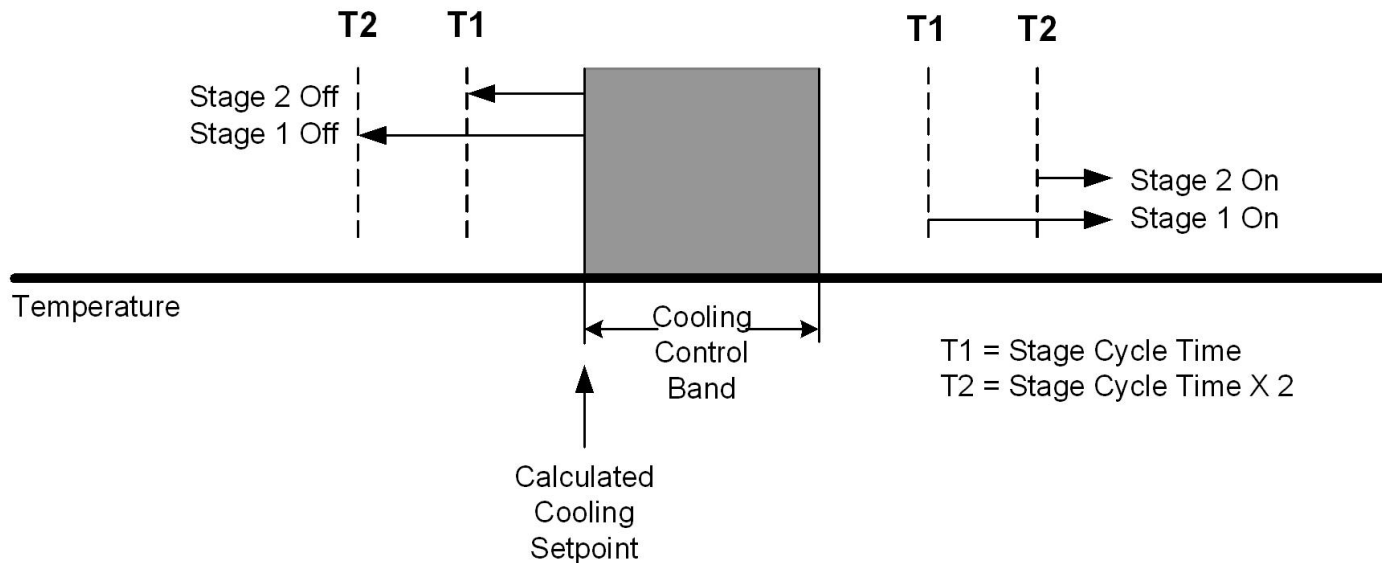 T2 T1 T1 T2
Stage 2 Off
Stage 1 Off
Stage 2 On
Stage 1 On
Temperature
Cooling
Control
Band
T1 = Stage Cycle Time
T2 = Stage Cycle Time X 2
Calculated
Cooling
Setpoint